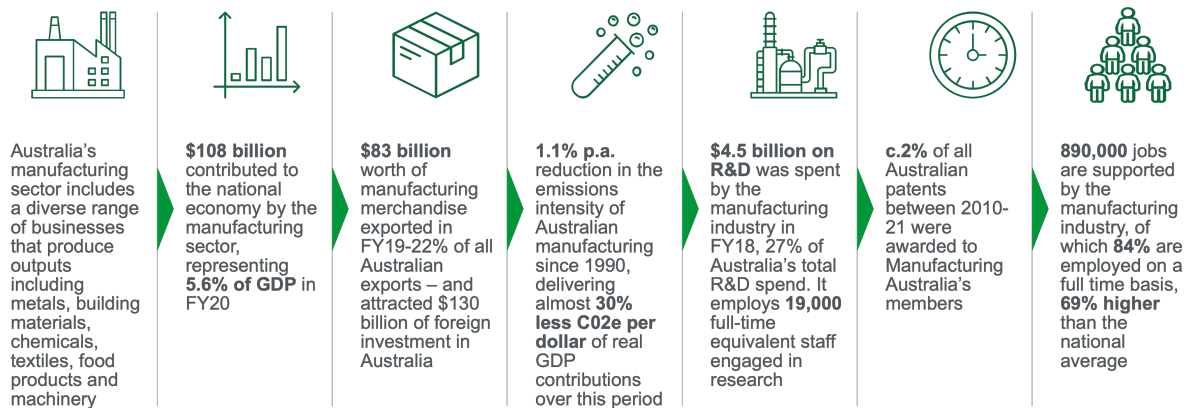 Australia's
manufacturing
sector includes
a diverse range
of businesses
that produce
outputs
including
metals, building
materials,
chemicals,
textiles, food
products and
machinery
$108 billion
contributed to
the national
economy by the
manufacturing
sector,
representing
5.6% of GDP in
FY20
$83 billion
worth of
manufacturing
merchandise
exported in
FY19-22% of all
Australian
exports – and
attracted $130
billion of foreign
investment in
Australia
1.1% p.a.
reduction in the
emissions
intensity of
Australian
manufacturing
since 1990,
delivering
almost 30%
less C02e per
dollar of real
GDP
contributions
over this period
$4.5 billion on
R&D was spent
by the
manufacturing
industry in
FY18, 27% of
Australia's total
R&D spend. It
employs 19,000
full-time
equivalent staff
engaged in
research
c.2% of all
Australian
patents
between 2010-
21 were
awarded to
Manufacturing
Australia's
members
890,000 jobs
are supported
by the
manufacturing
industry, of
which 84% are
employed on a
full time basis,
69% higher
than the
national
average